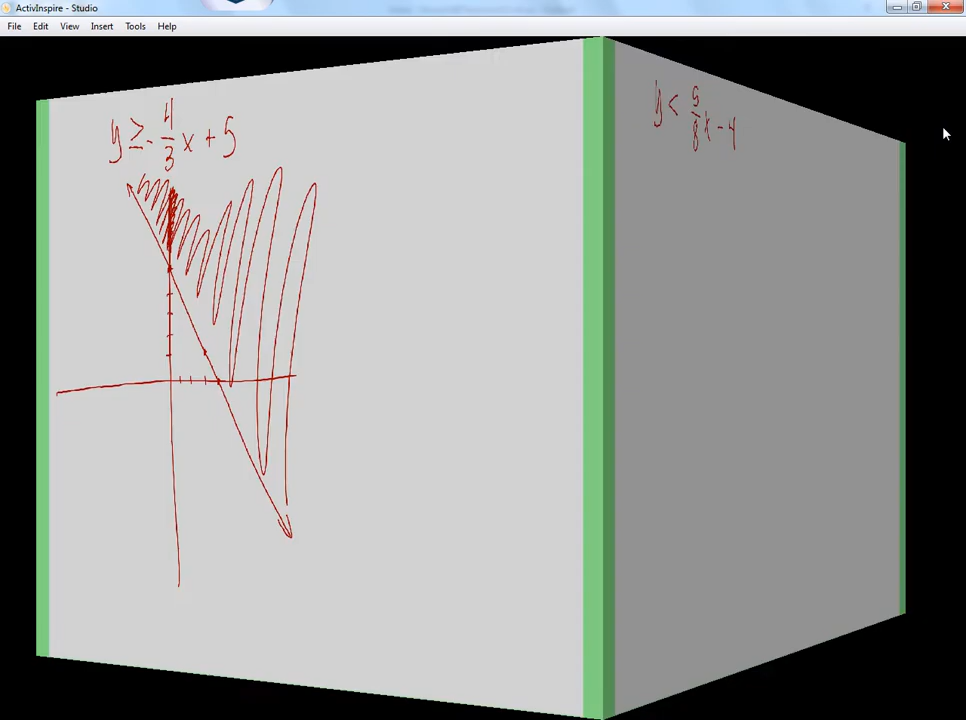 ActivInspire - Studio
File Edit View Insert Tools Help
y ≥ -4/3 x + 5
y < 5/8 x - 4